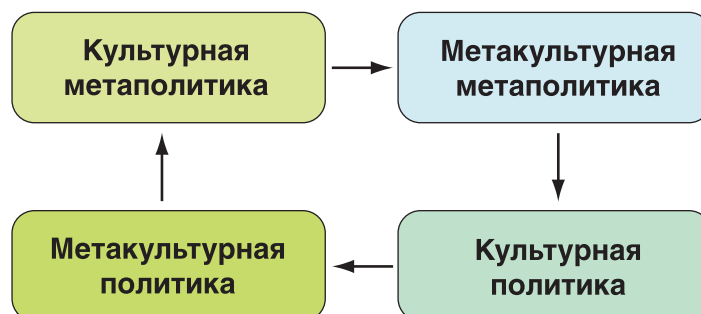 Культурная
метаполитика
Метакультурная
метаполитика
Метакультурная
политика
Культурная
политика